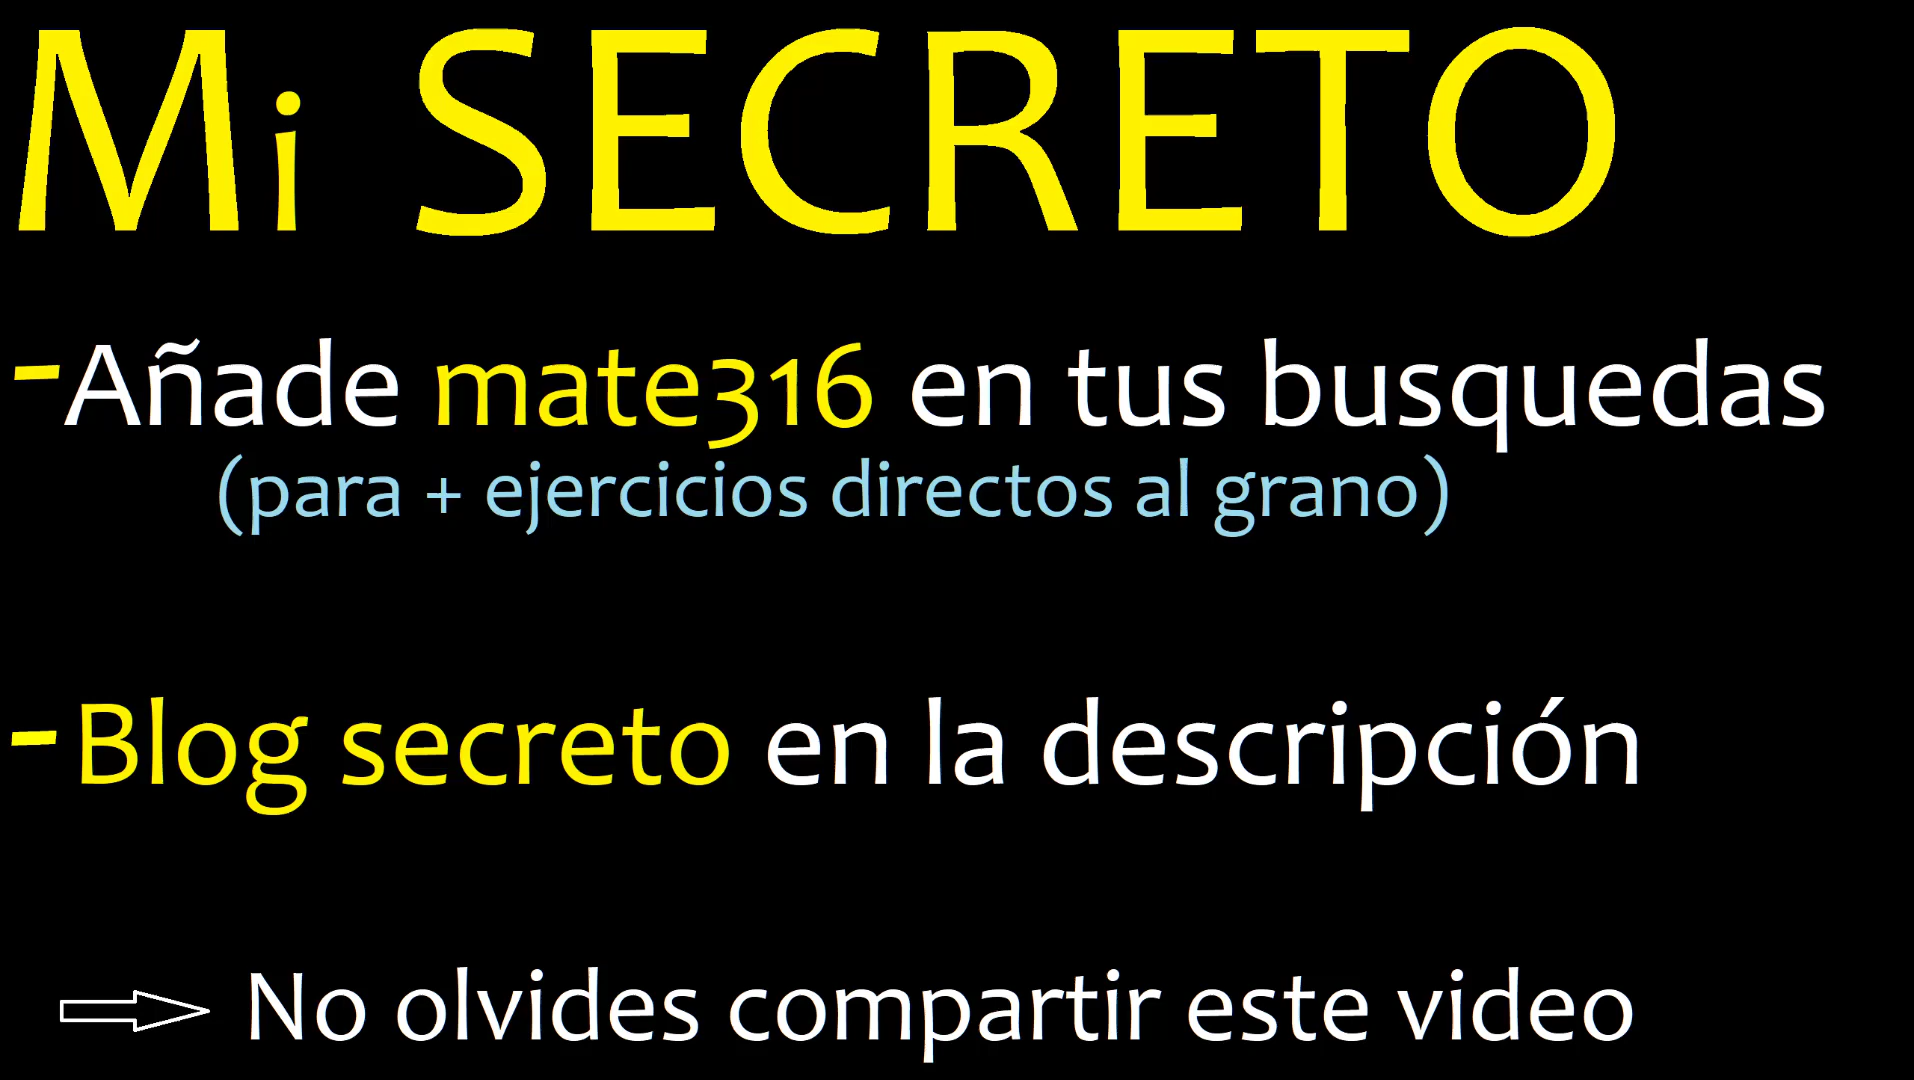 Mi SECRETO
-Añade mate316 en tus busquedas
(para + ejercicios directos al grano)
-Blog secreto en la descripción
No olvides compartir este video